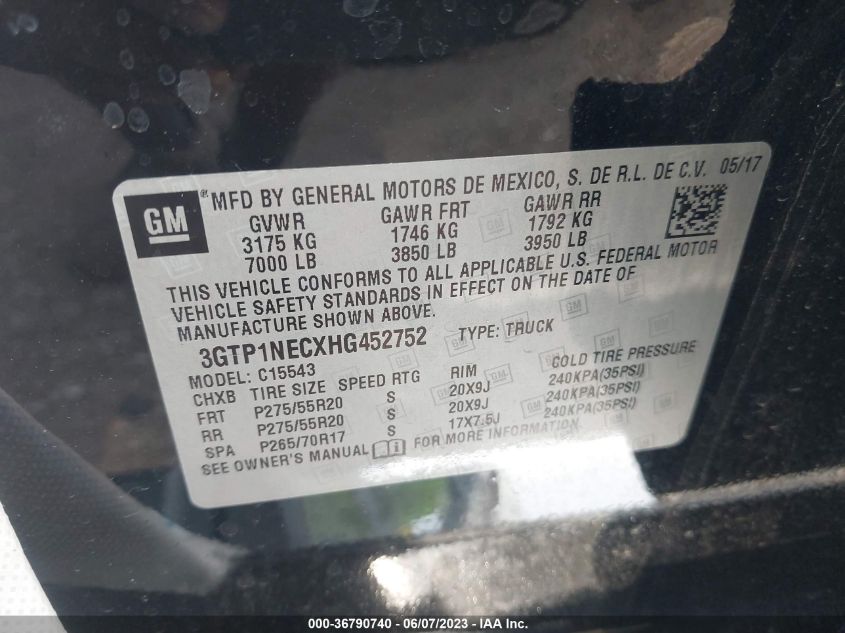 GM ® MFD BY GENERAL MOTORS DE MEXICO, S. DE R.L. DE C.V. 05/17
GVWR GAWR FRT GAWR RR
3175 KG 1746 KG 1792 KG
7000 LB 3850 LB 3950 LB
THIS VEHICLE CONFORMS TO ALL APPLICABLE U.S. FEDERAL MOTOR
VEHICLE SAFETY STANDARDS IN EFFECT ON THE DATE OF
MANUFACTURE SHOWN ABOVE.
3GTP1NECXHG452752 TYPE: TRUCK
MODEL: C15543
CHXB TIRE SIZE SPEED RTG RIM COLD TIRE PRESSURE
FRT P275/55R20 S 20X9J 240KPA(35PSI)
RR P275/55R20 S 20X9J 240KPA(35PSI)
SPA P265/70R17 S 17X7.5J 240KPA(35PSI)
SEE OWNER'S MANUAL FOR MORE INFORMATION.
000-36790740 - 06/07/2023 - IAA Inc.